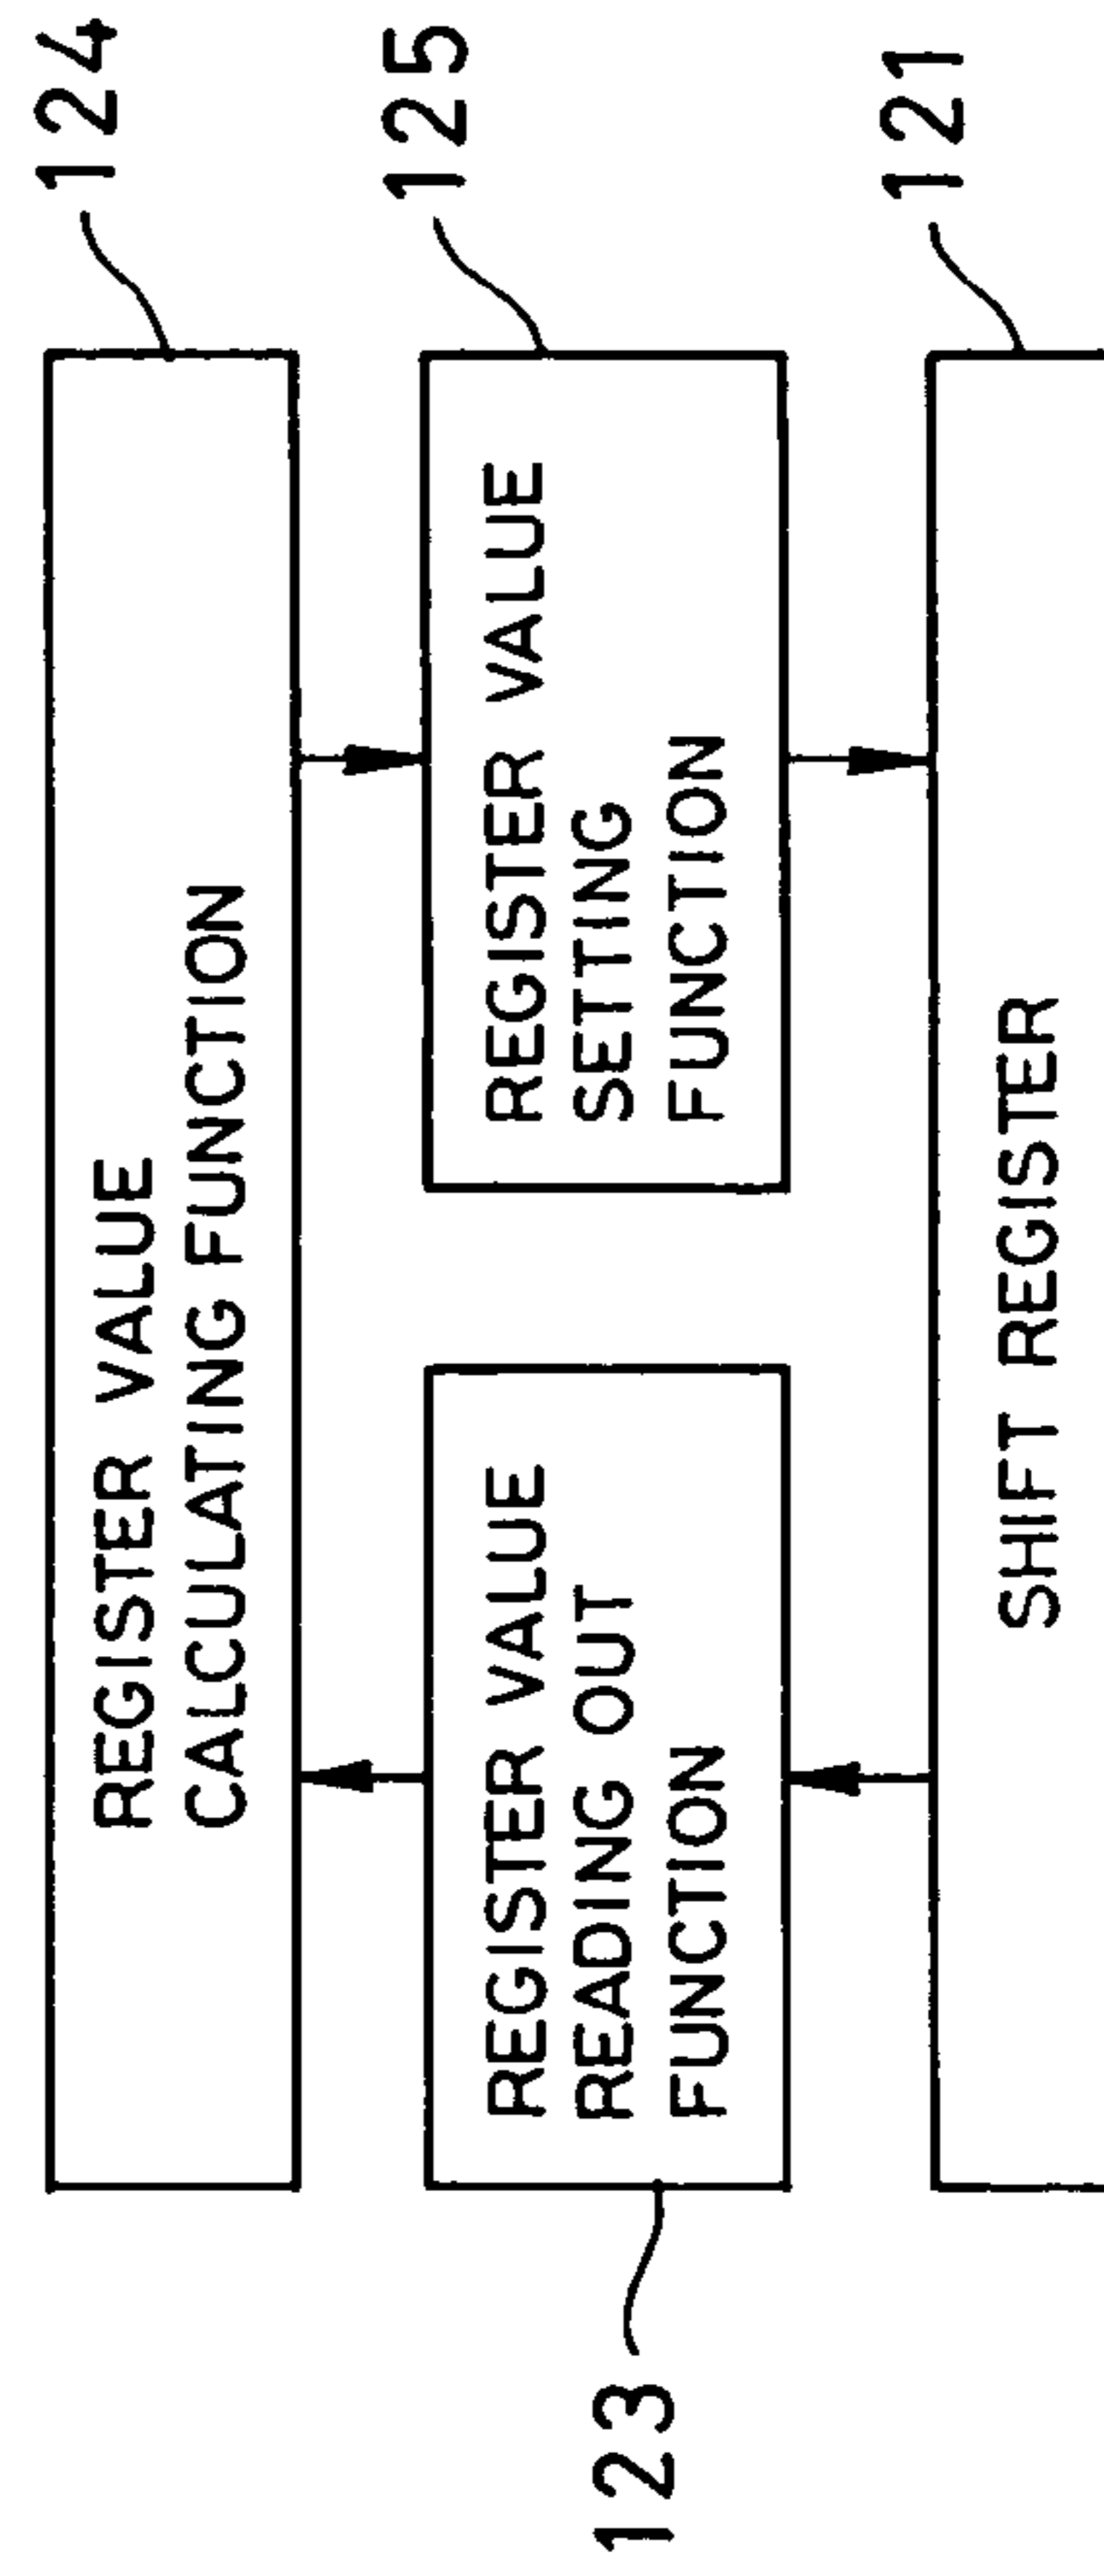 124
REGISTER VALUE
CALCULATING FUNCTION
125
REGISTER VALUE
READING OUT
FUNCTION
REGISTER VALUE
SETTING
FUNCTION
123
121
SHIFT REGISTER